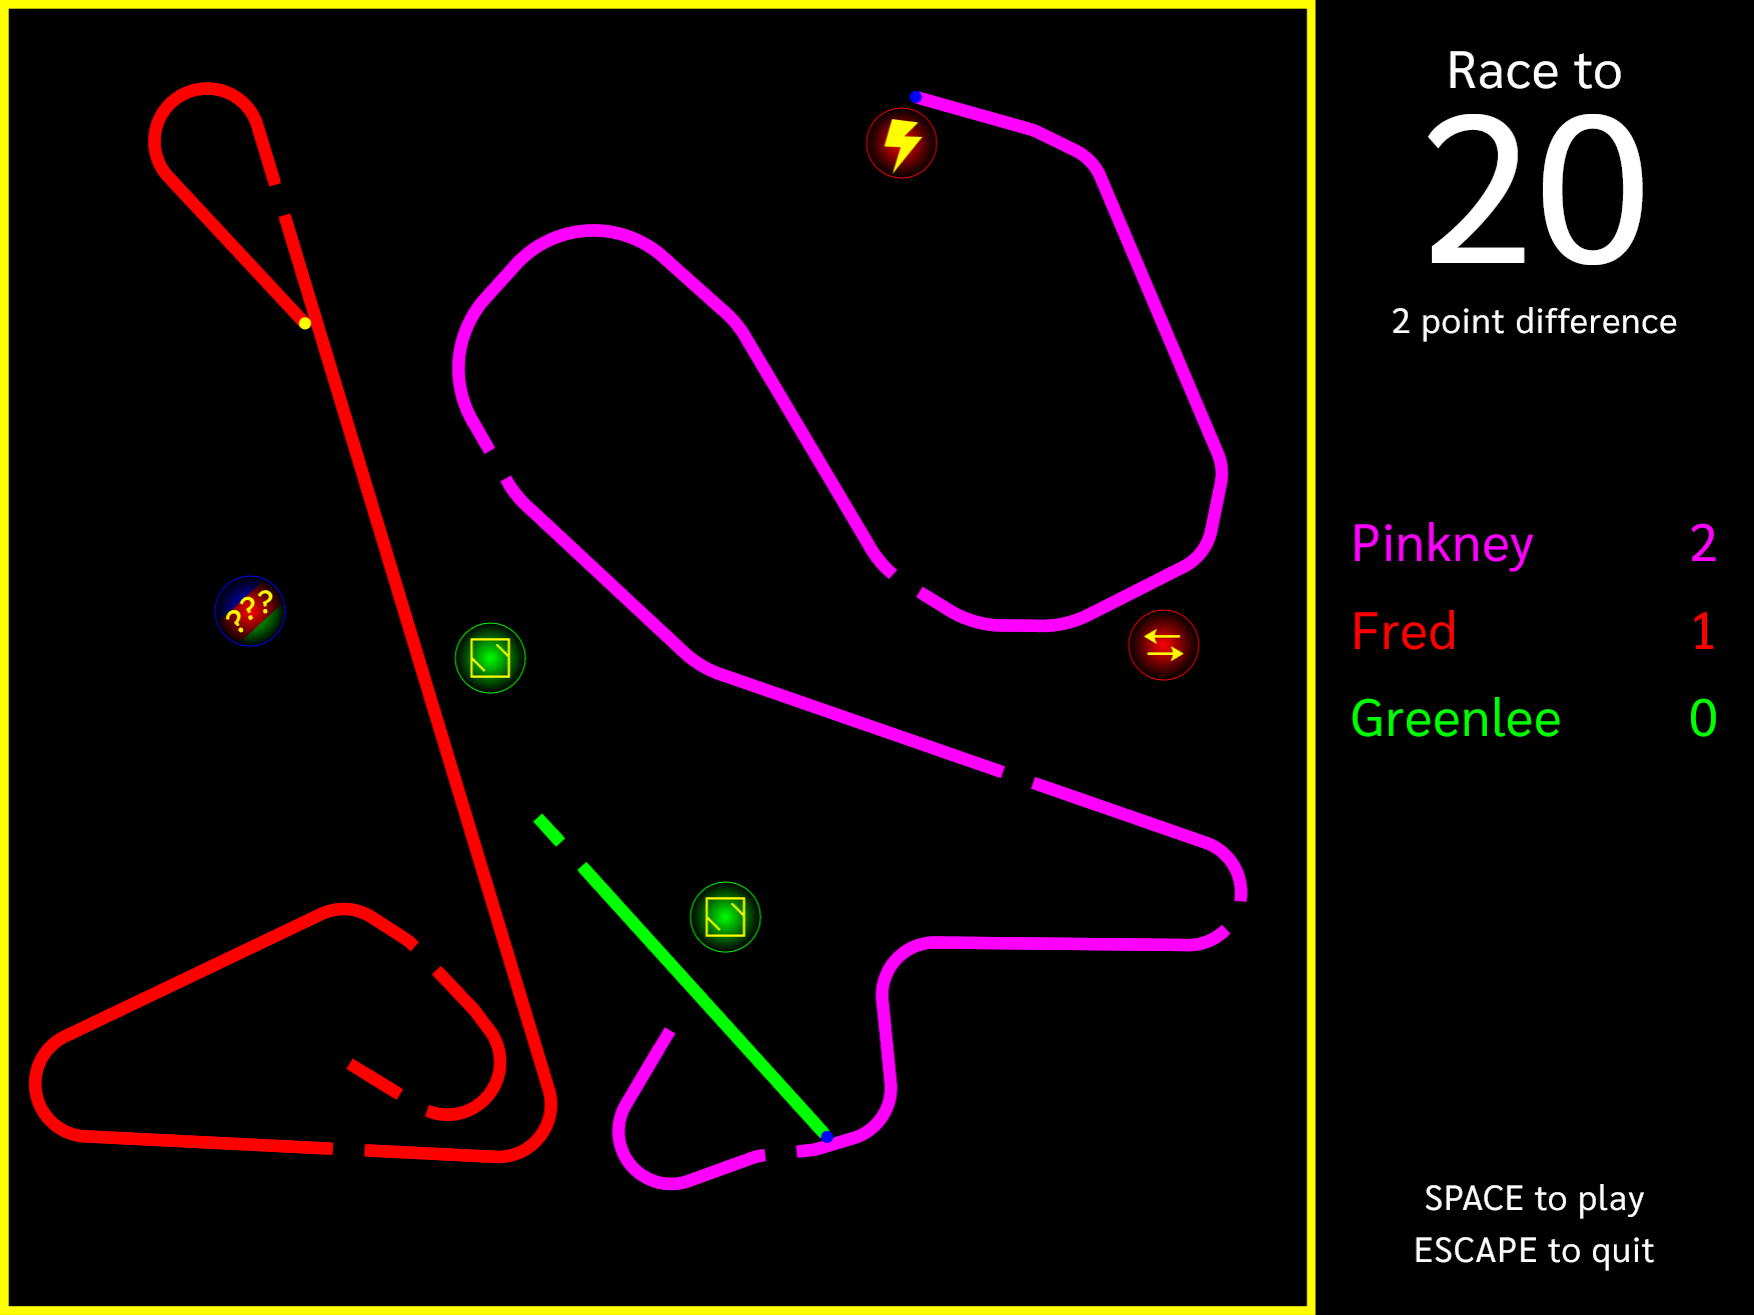 Race to
20
2 point difference
Pinkney 2
Fred 1
Greenlee 0
???
SPACE to play
ESCAPE to quit